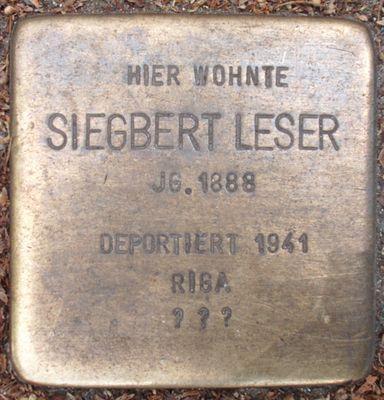 HIER WOHNTE
SIEGBERT LESER
JG. 1888
DEPORTIERT 1941
RIGA
? ? ?